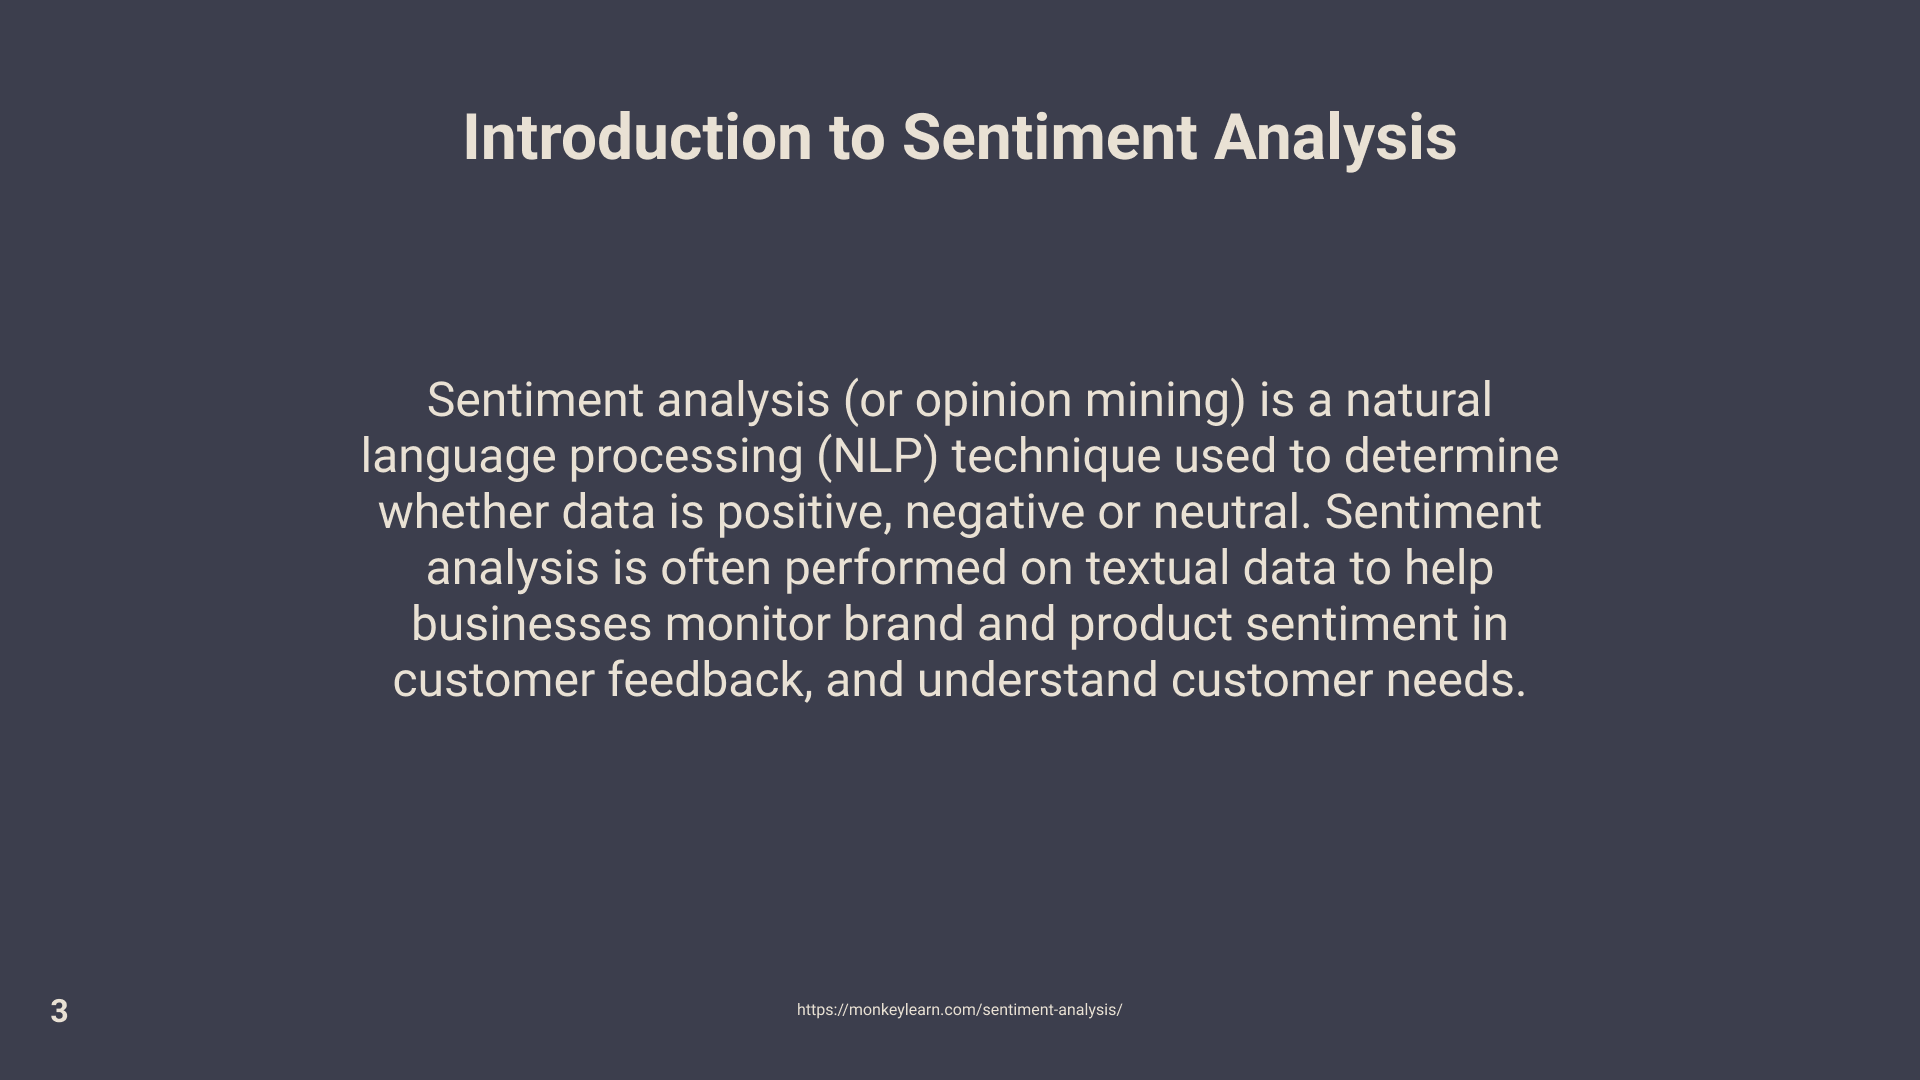 Introduction to Sentiment Analysis
Sentiment analysis (or opinion mining) is a natural
language processing (NLP) technique used to determine
whether data is positive, negative or neutral. Sentiment
analysis is often performed on textual data to help
businesses monitor brand and product sentiment in
customer feedback, and understand customer needs.
3
https://monkeylearn.com/sentiment-analysis/